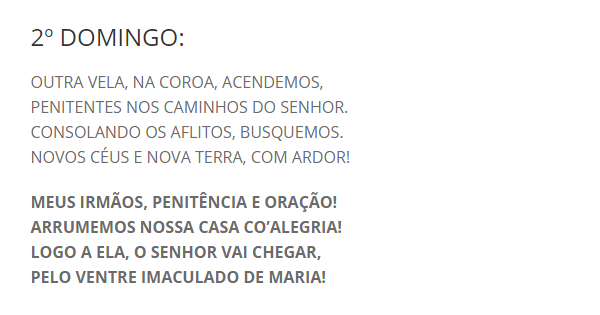 2º DOMINGO:
OUTRA VELA, NA COROA, ACENDEMOS,
PENITENTES NOS CAMINHOS DO SENHOR.
CONSOLANDO OS AFLITOS, BUSQUEMOS.
NOVOS CÉUS E NOVA TERRA, COM ARDOR!
MEUS IRMÃOS, PENITÊNCIA E ORAÇÃO!
ARRUMEMOS NOSSA CASA CO’ALEGRIA!
LOGO A ELA, O SENHOR VAI CHEGAR,
PELO VENTRE IMACULADO DE MARIA!